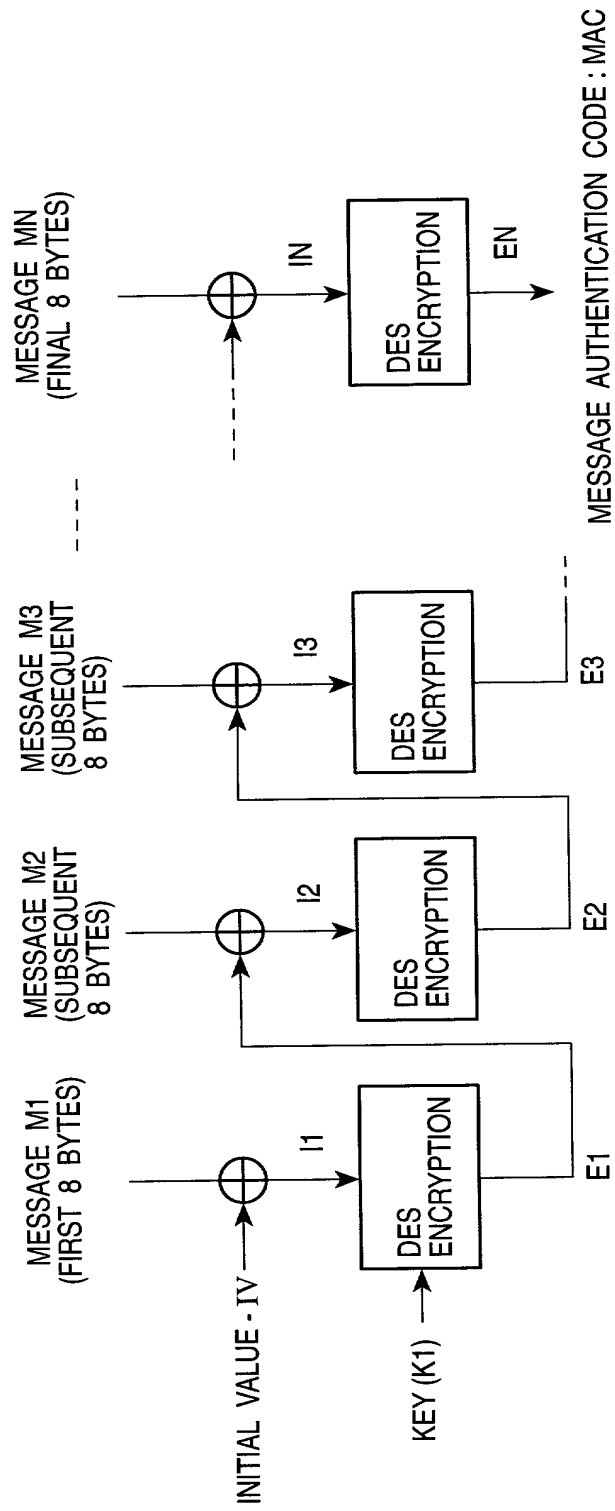 MESSAGE M1
(FIRST 8 BYTES)
MESSAGE M2
(SUBSEQUENT
8 BYTES)
MESSAGE M3
(SUBSEQUENT
8 BYTES)
MESSAGE MN
(FINAL 8 BYTES)
INITIAL VALUE - IV
I1
I2
I3
IN
KEY (K1)
DES
ENCRYPTION
DES
ENCRYPTION
DES
ENCRYPTION
DES
ENCRYPTION
E1
E2
E3
EN
MESSAGE AUTHENTICATION CODE : MAC